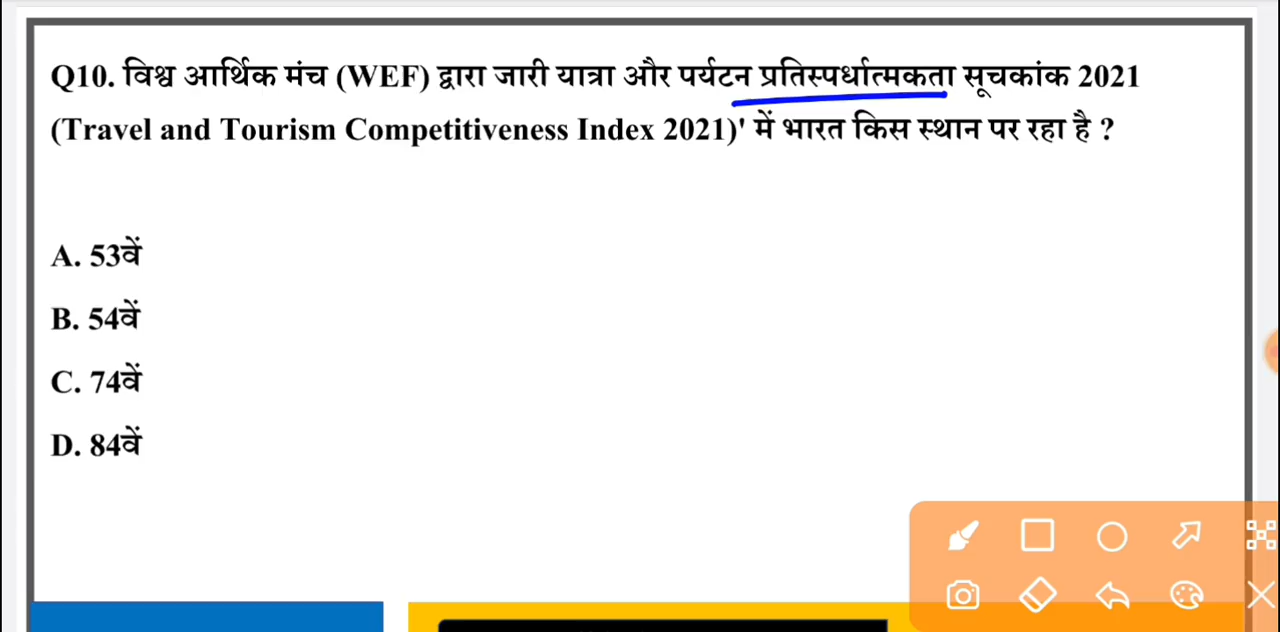 Q10. विश्व आर्थिक मंच (WEF) द्वारा जारी यात्रा और पर्यटन प्रतिस्पर्धात्मकता सूचकांक 2021
(Travel and Tourism Competitiveness Index 2021)' में भारत किस स्थान पर रहा है ?
A. 53वें
B. 54वें
C. 74वें
D. 84वें